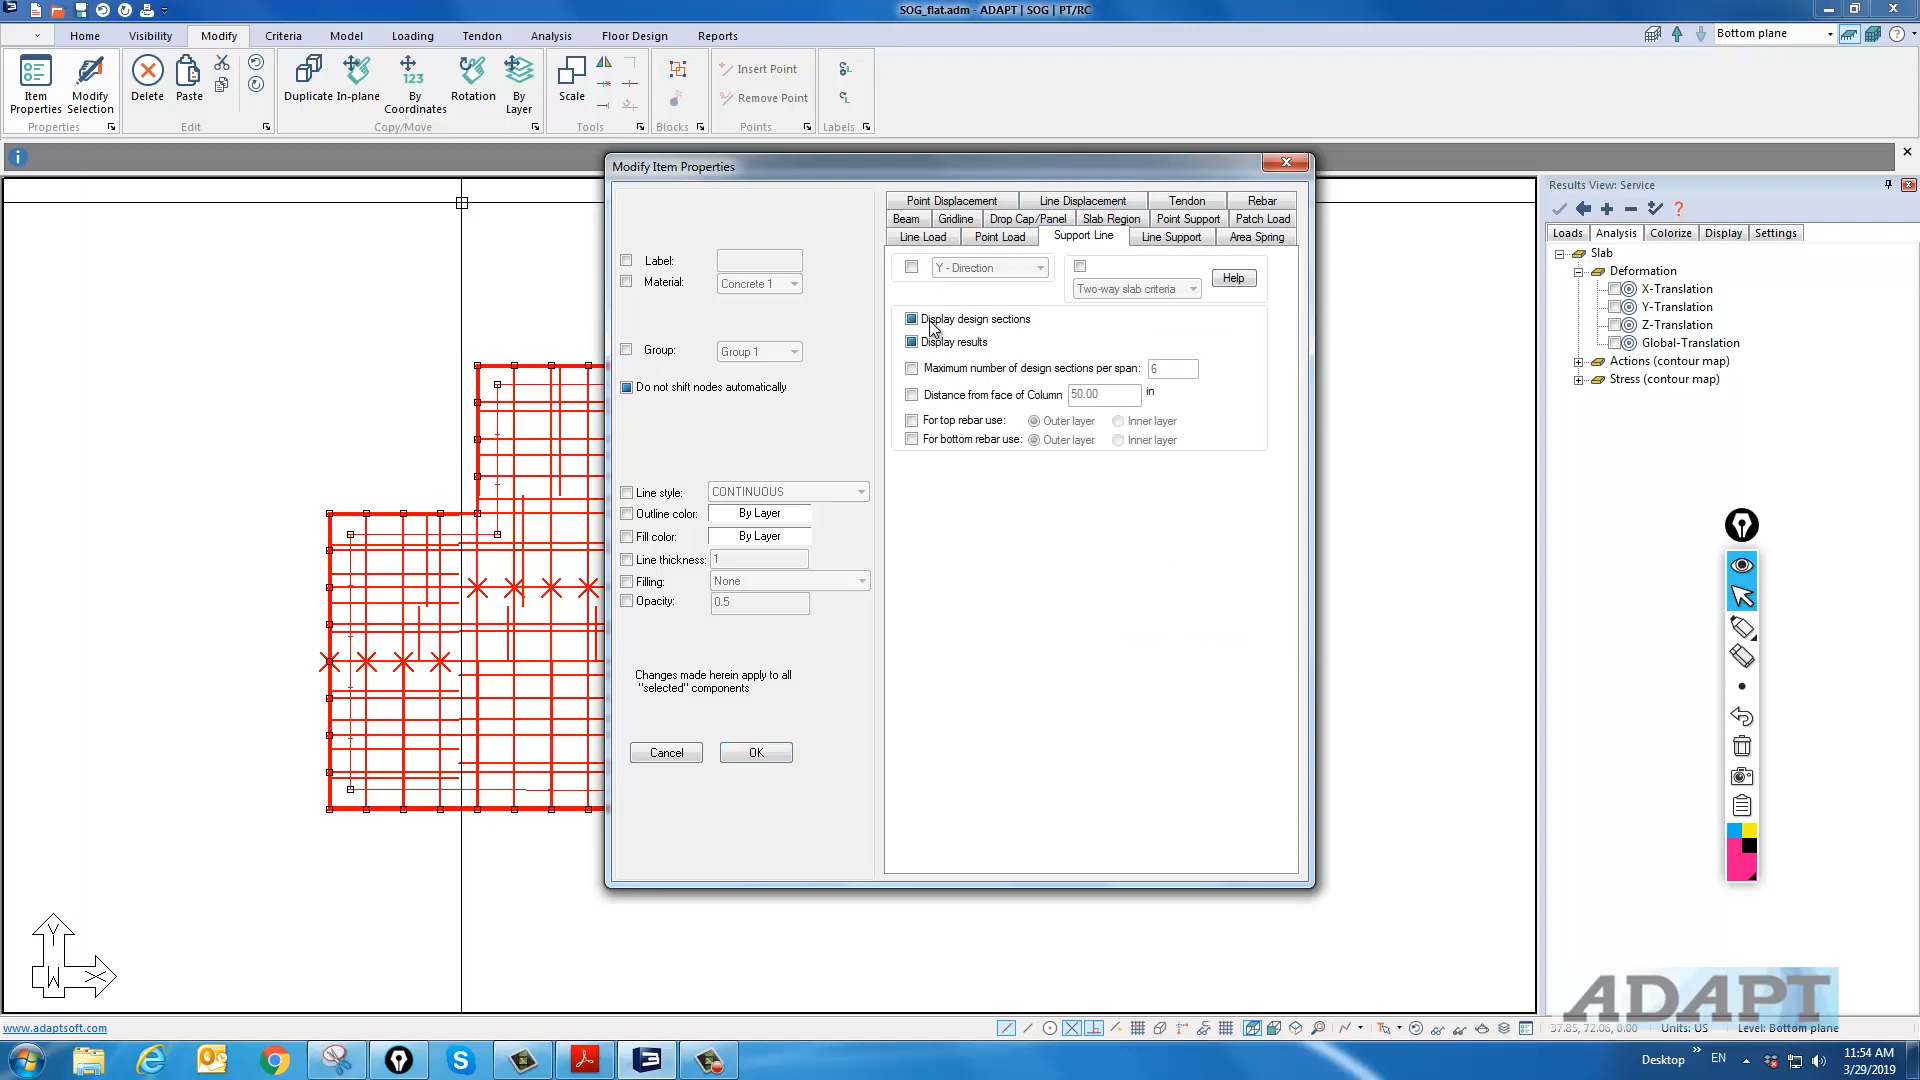 SOG_flat.adm - ADAPT | SOG | PT/RC
Home Visibility Modify Criteria Model Loading Tendon Analysis Floor Design Reports
Bottom plane
Item Properties
Modify Selection
Delete
Paste
Duplicate
In-plane
By Coordinates
Rotation
By Layer
Scale
Insert Point
Remove Point
Properties
Edit
Copy/Move
Tools
Blocks
Points
Labels
Modify Item Properties
Label:
Material: Concrete 1
Group: Group 1
Do not shift nodes automatically
Line style: CONTINUOUS
Outline color: By Layer
Fill color: By Layer
Line thickness: 1
Filling: None
Opacity: 0.5
Changes made herein apply to all
"selected" components
Cancel OK
Point Displacement Line Displacement Tendon Rebar
Beam Gridline Drop Cap/Panel Slab Region Point Support Patch Load
Line Load Point Load Support Line Line Support Area Spring
Y - Direction
Two-way slab criteria
Help
Display design sections
Display results
Maximum number of design sections per span: 6
Distance from face of Column 50.00 in
For top rebar use: Outer layer Inner layer
For bottom rebar use: Outer layer Inner layer
Results View: Service
Loads Analysis Colorize Display Settings
Slab
Deformation
X-Translation
Y-Translation
Z-Translation
Global-Translation
Actions (contour map)
Stress (contour map)
Y
W X
ADAPT
www.adaptsoft.com
37.85, 72.06, 0.00 Units: US Level: Bottom plane
Desktop EN
11:54 AM
3/29/2019